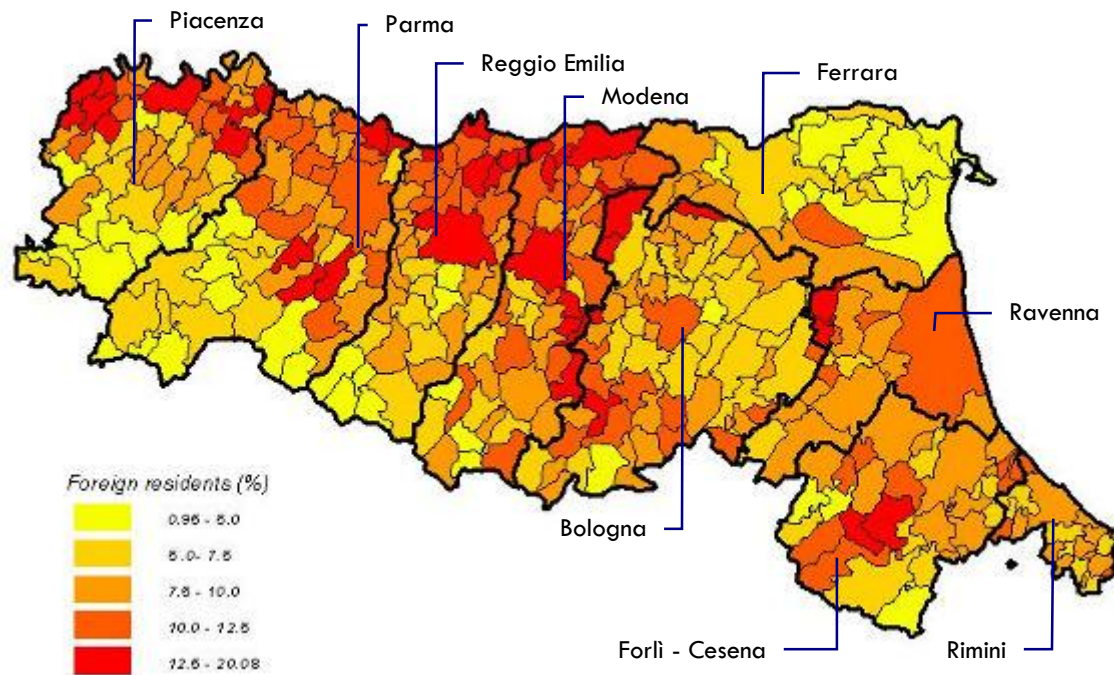 Piacenza
Parma
Reggio Emilia
Modena
Ferrara
Ravenna
Bologna
Forlì - Cesena
Rimini
Foreign residents (%)
0.95 - 5.0
5.0 - 7.5
7.5 - 10.0
10.0 - 12.5
12.5 - 20.08